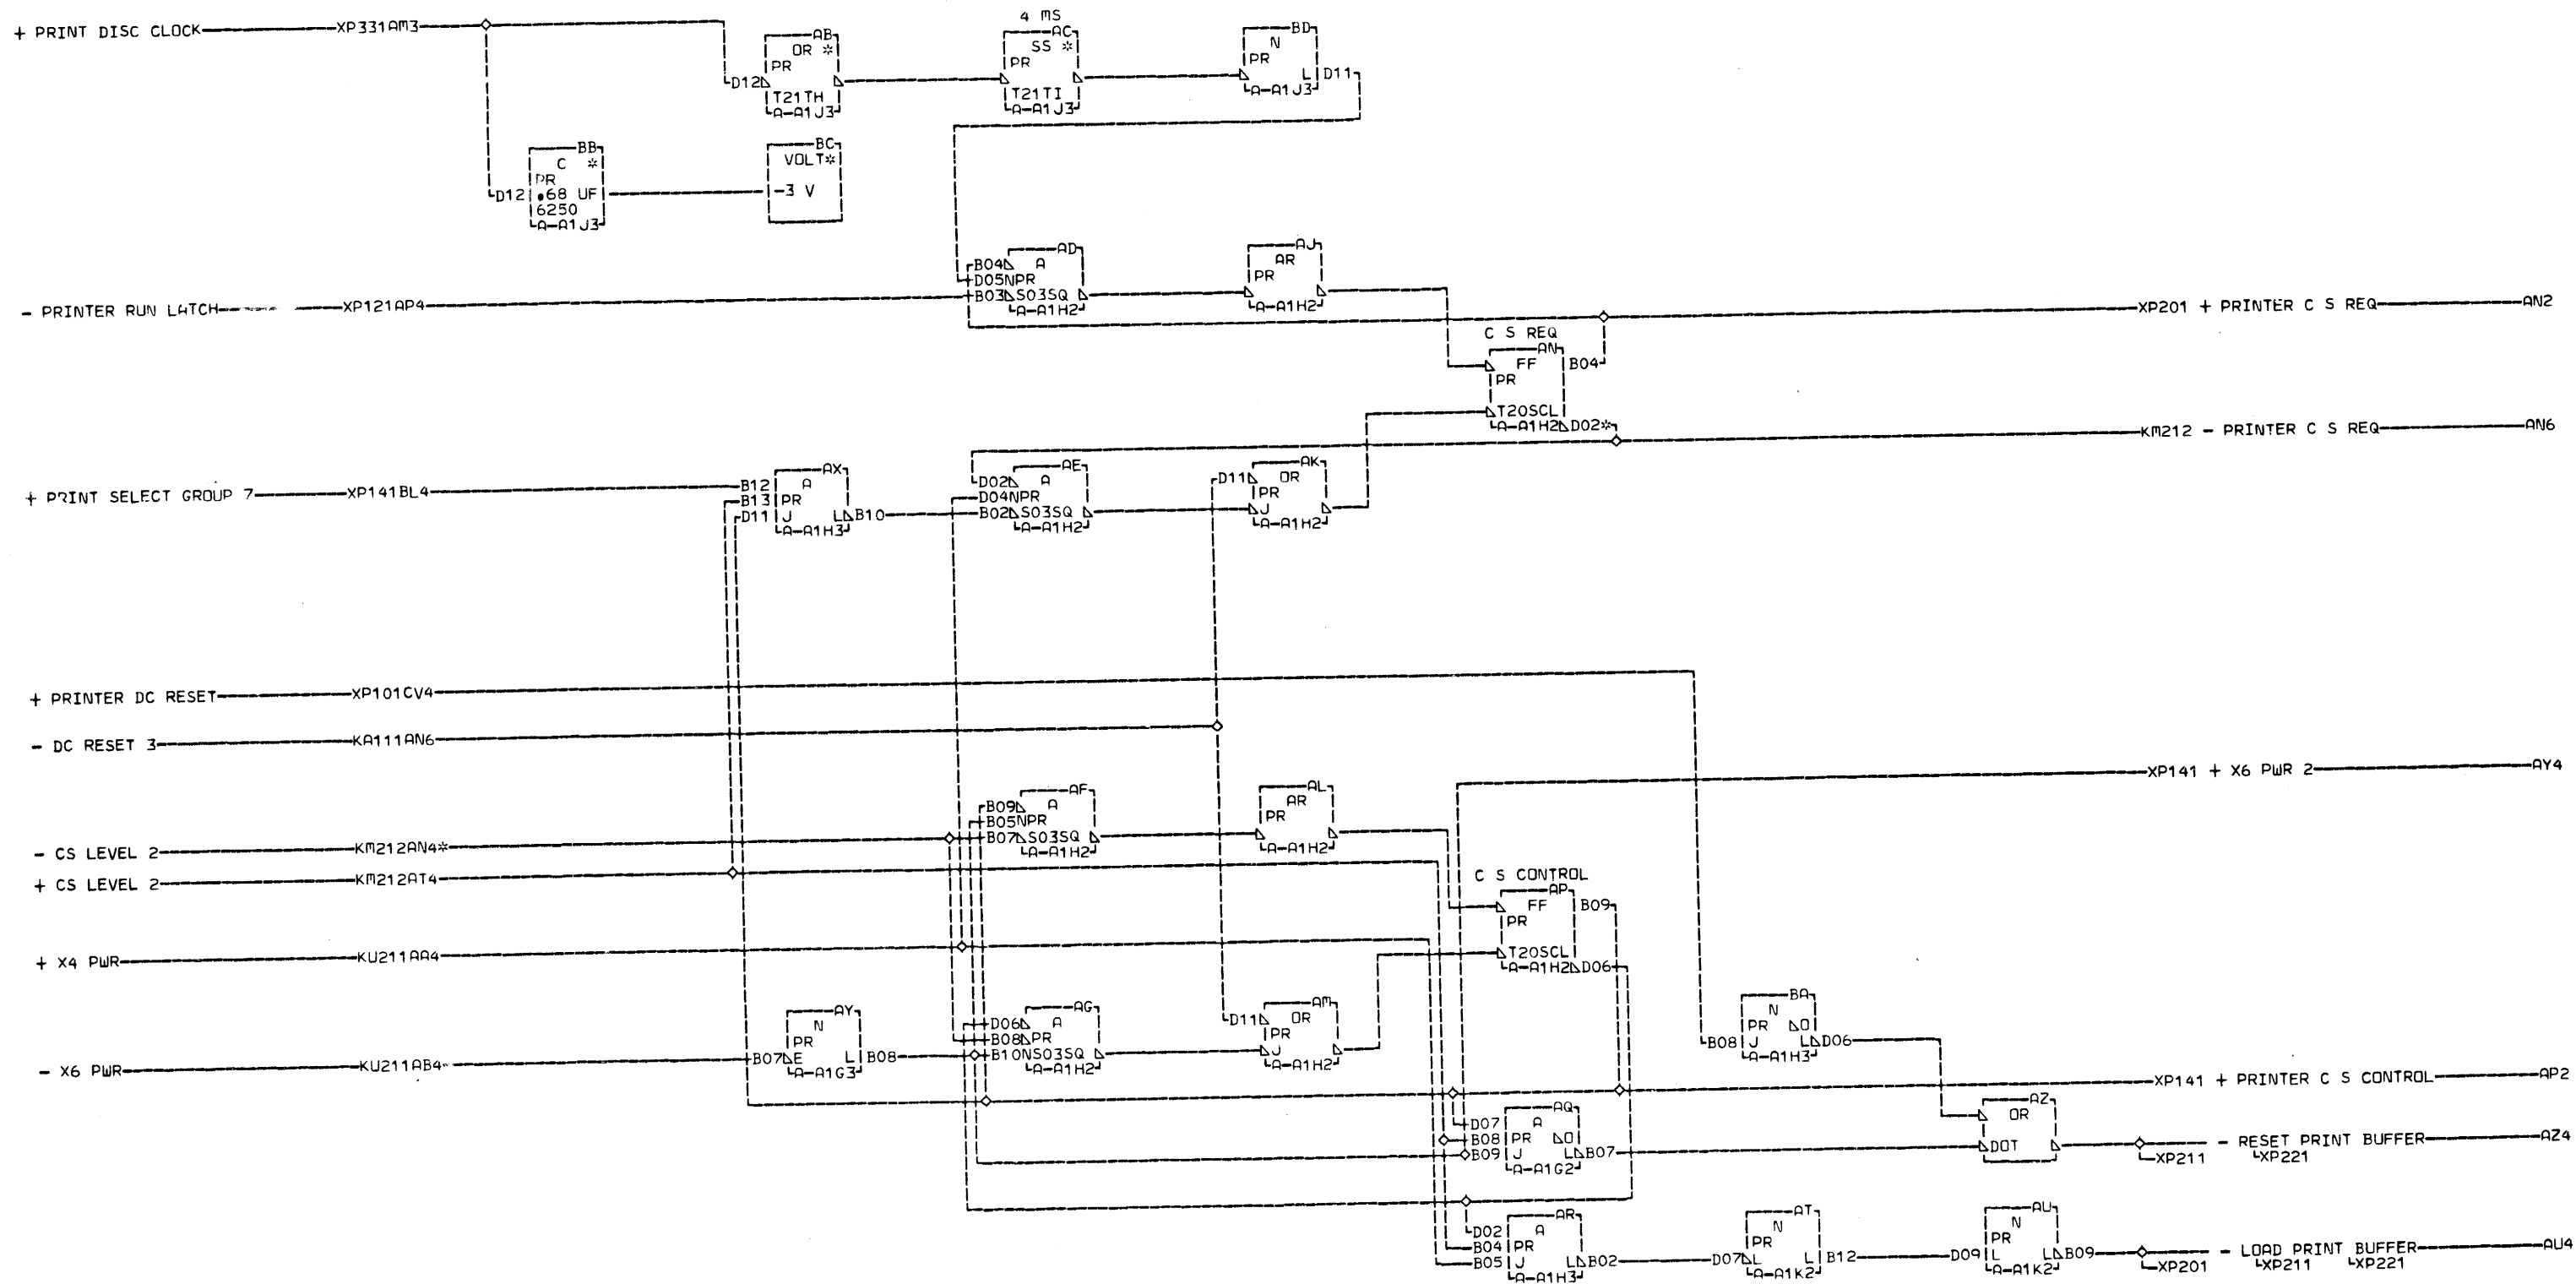 + PRINT DISC CLOCK XP331AM3
4 MS
AB
OR *
PR
D12
T21TH
A-A1J3
AC
SS *
PR
T21TI
A-A1J3
BD
N
PR
L D11
A-A1J3
BB
C *
PR
D12 .68 UF
6250
A-A1J3
BC
VOLT*
-3 V
- PRINTER RUN LATCH XP121AP4
AD
B04 A
D05NPR
B03 S03SQ
A-A1H2
AJ
AR
PR
A-A1H2
XP201 + PRINTER C S REQ AN2
C S REQ
AN
FF B04
PR
T20SCL
A-A1H2 D02*
KM212 - PRINTER C S REQ AN6
+ PRINT SELECT GROUP 7 XP141BL4
AX
B12 A
B13 PR
D11 J L B10
A-A1H3
AE
D02 A
D04NPR
B02 S03SQ
A-A1H2
AK
D11 OR
PR
J
A-A1H2
+ PRINTER DC RESET XP101CV4
- DC RESET 3 KA111AN6
XP141 + X6 PWR 2 AY4
AF
B09 A
B05NPR
B07 S03SQ
A-A1H2
AL
AR
PR
A-A1H2
- CS LEVEL 2 KM212AN4*
+ CS LEVEL 2 KM212AT4
C S CONTROL
AP
FF B09
PR
T20SCL
A-A1H2 D06
+ X4 PWR KU211AA4
AY
N
PR
B07 E L B08
A-A1G3
AG
D06 A
B08 PR
B10NS03SQ
A-A1H2
AM
D11 OR
PR
J
A-A1H2
BA
N
PR O
B08 J L D06
A-A1H3
- X6 PWR KU211AB4
XP141 + PRINTER C S CONTROL AP2
AQ
D07 A
B08 PR O
B09 J L B07
A-A1G2
AZ
OR
DOT
- RESET PRINT BUFFER AZ4
XP211 XP221
AR
D02 A
B04 PR
B05 J L B02
A-A1H3
AT
N
PR
D07 L L B12
A-A1K2
AU
N
PR
D09 L L B09
A-A1K2
- LOAD PRINT BUFFER AU4
XP201 XP211 XP221